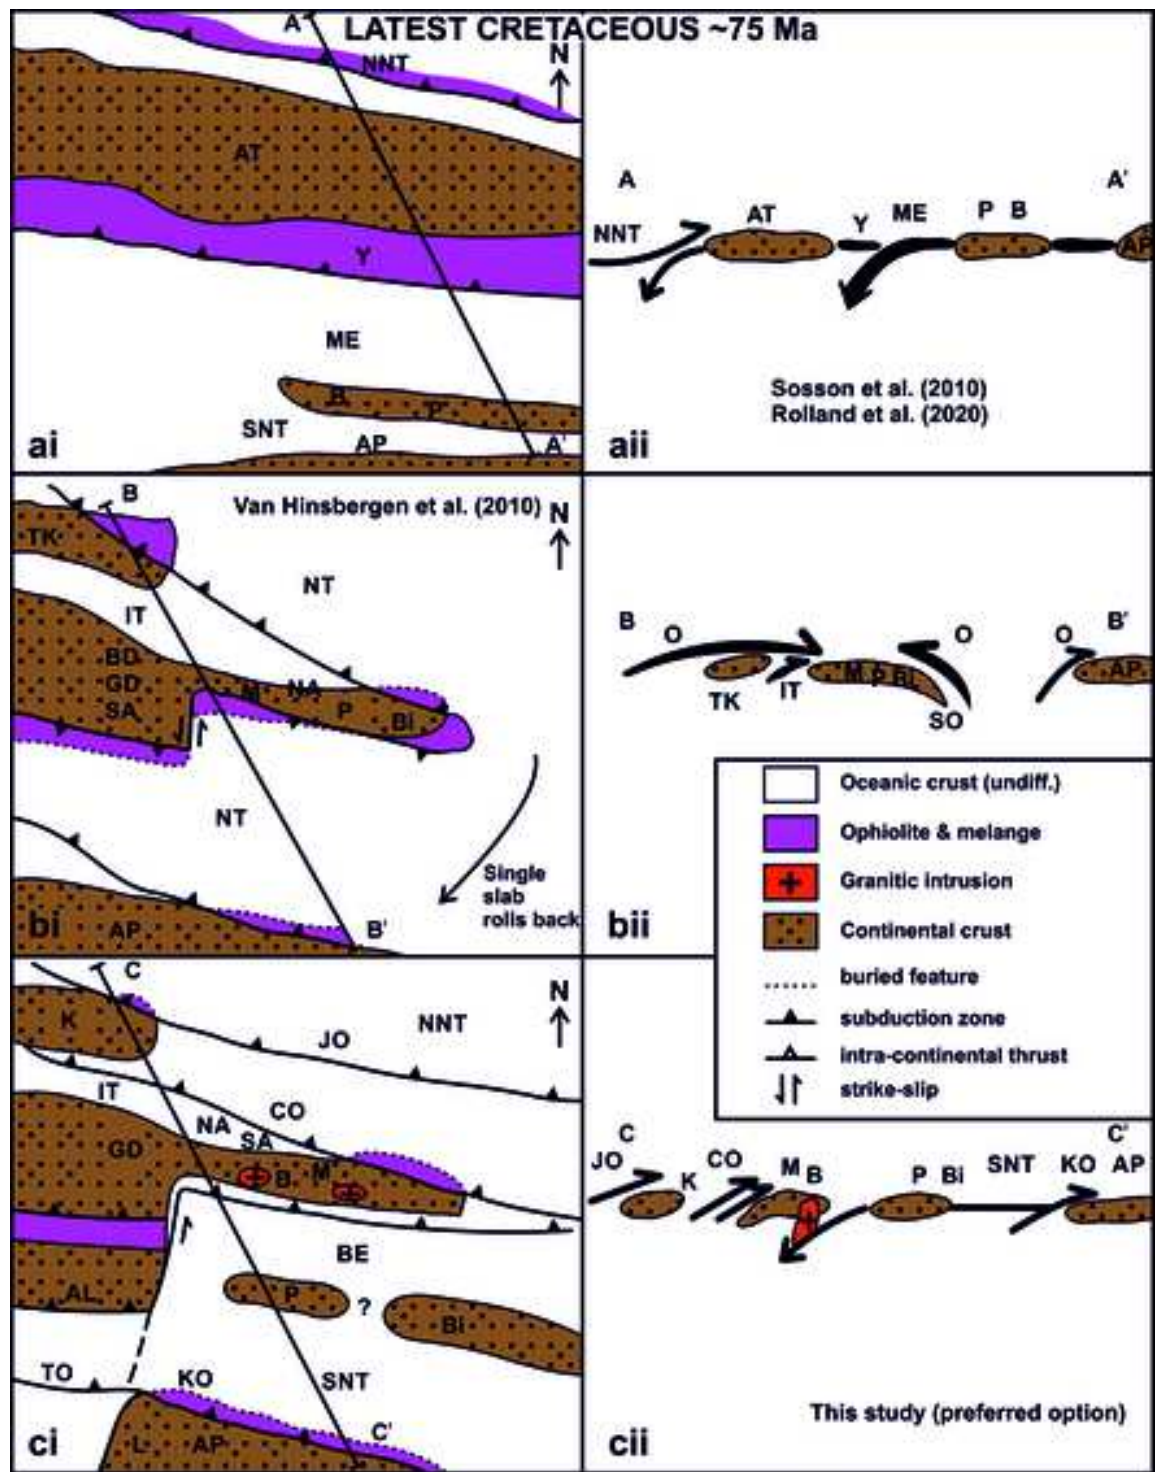 LATEST CRETACEOUS ~75 Ma
A
NNT
N
AT
Y
ME
B
P
SNT
AP
A'
ai
A
A'
NNT
AT
Y
ME
P B
AP
Sosson et al. (2010)
Rolland et al. (2020)
aii
B
Van Hinsbergen et al. (2010)
N
TK
NT
IT
BD
GD
SA
M
NA
P
Bi
NT
Single
slab
rolls back
AP
B'
bi
B
O
O
O
B'
TK
IT
M P Bi
SO
AP
bii
Oceanic crust (undiff.)
Ophiolite & melange
Granitic intrusion
Continental crust
buried feature
subduction zone
intra-continental thrust
strike-slip
C
N
K
JO
NNT
IT
NA
CO
SA
GD
B
M
BE
AL
P
?
Bi
TO
KO
SNT
C'
L
AP
ci
C
C'
JO
K
CO
M B
P Bi
SNT
KO AP
This study (preferred option)
cii